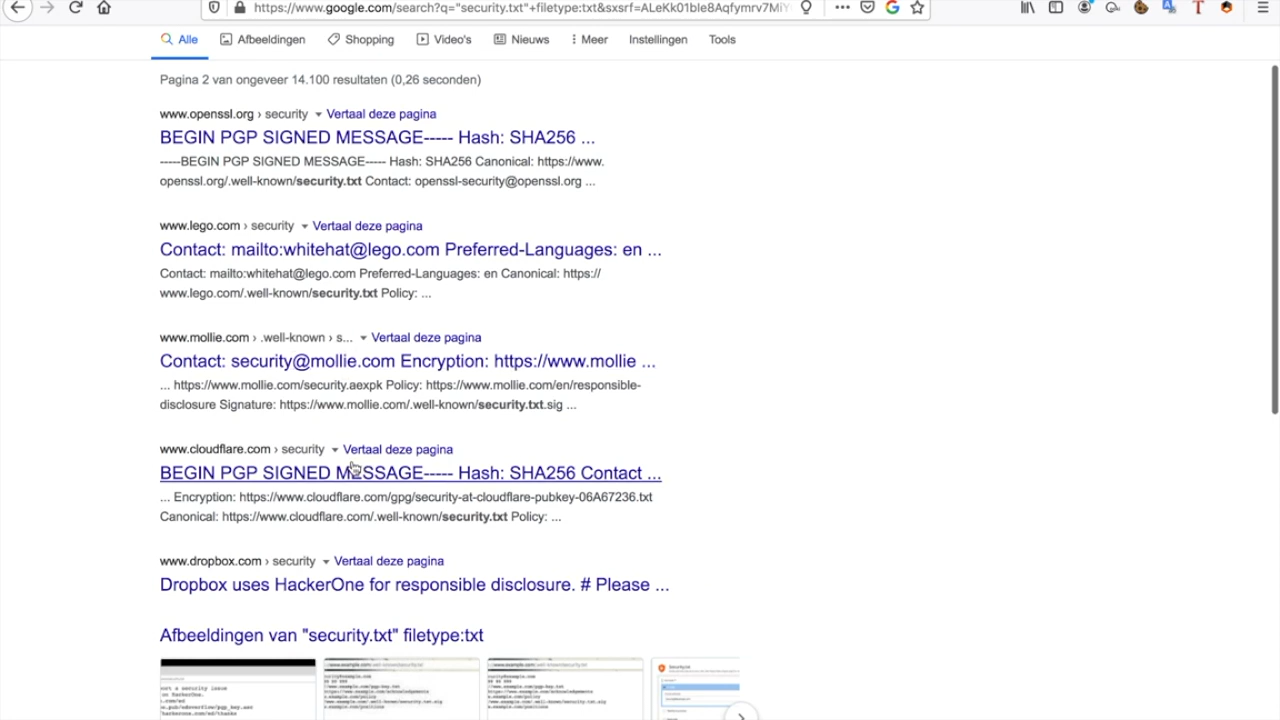 https://www.google.com/search?q="security.txt"+filetype:txt&sxsrf=ALeKk01ble8Aqfymrv7MiY
Alle Afbeeldingen Shopping Video's Nieuws Meer Instellingen Tools
Pagina 2 van ongeveer 14.100 resultaten (0,26 seconden)
www.openssl.org › security Vertaal deze pagina
BEGIN PGP SIGNED MESSAGE----- Hash: SHA256 ...
-----BEGIN PGP SIGNED MESSAGE----- Hash: SHA256 Canonical: https://www.
openssl.org/.well-known/security.txt Contact: openssl-security@openssl.org ...
www.lego.com › security Vertaal deze pagina
Contact: mailto:whitehat@lego.com Preferred-Languages: en ...
Contact: mailto:whitehat@lego.com Preferred-Languages: en Canonical: https://
www.lego.com/.well-known/security.txt Policy: ...
www.mollie.com › .well-known › s... Vertaal deze pagina
Contact: security@mollie.com Encryption: https://www.mollie ...
... https://www.mollie.com/security.aexpk Policy: https://www.mollie.com/en/responsible-
disclosure Signature: https://www.mollie.com/.well-known/security.txt.sig ...
www.cloudflare.com › security Vertaal deze pagina
BEGIN PGP SIGNED MESSAGE----- Hash: SHA256 Contact ...
... Encryption: https://www.cloudflare.com/gpg/security-at-cloudflare-pubkey-06A67236.txt
Canonical: https://www.cloudflare.com/.well-known/security.txt Policy: ...
www.dropbox.com › security Vertaal deze pagina
Dropbox uses HackerOne for responsible disclosure. # Please ...
Afbeeldingen van "security.txt" filetype:txt